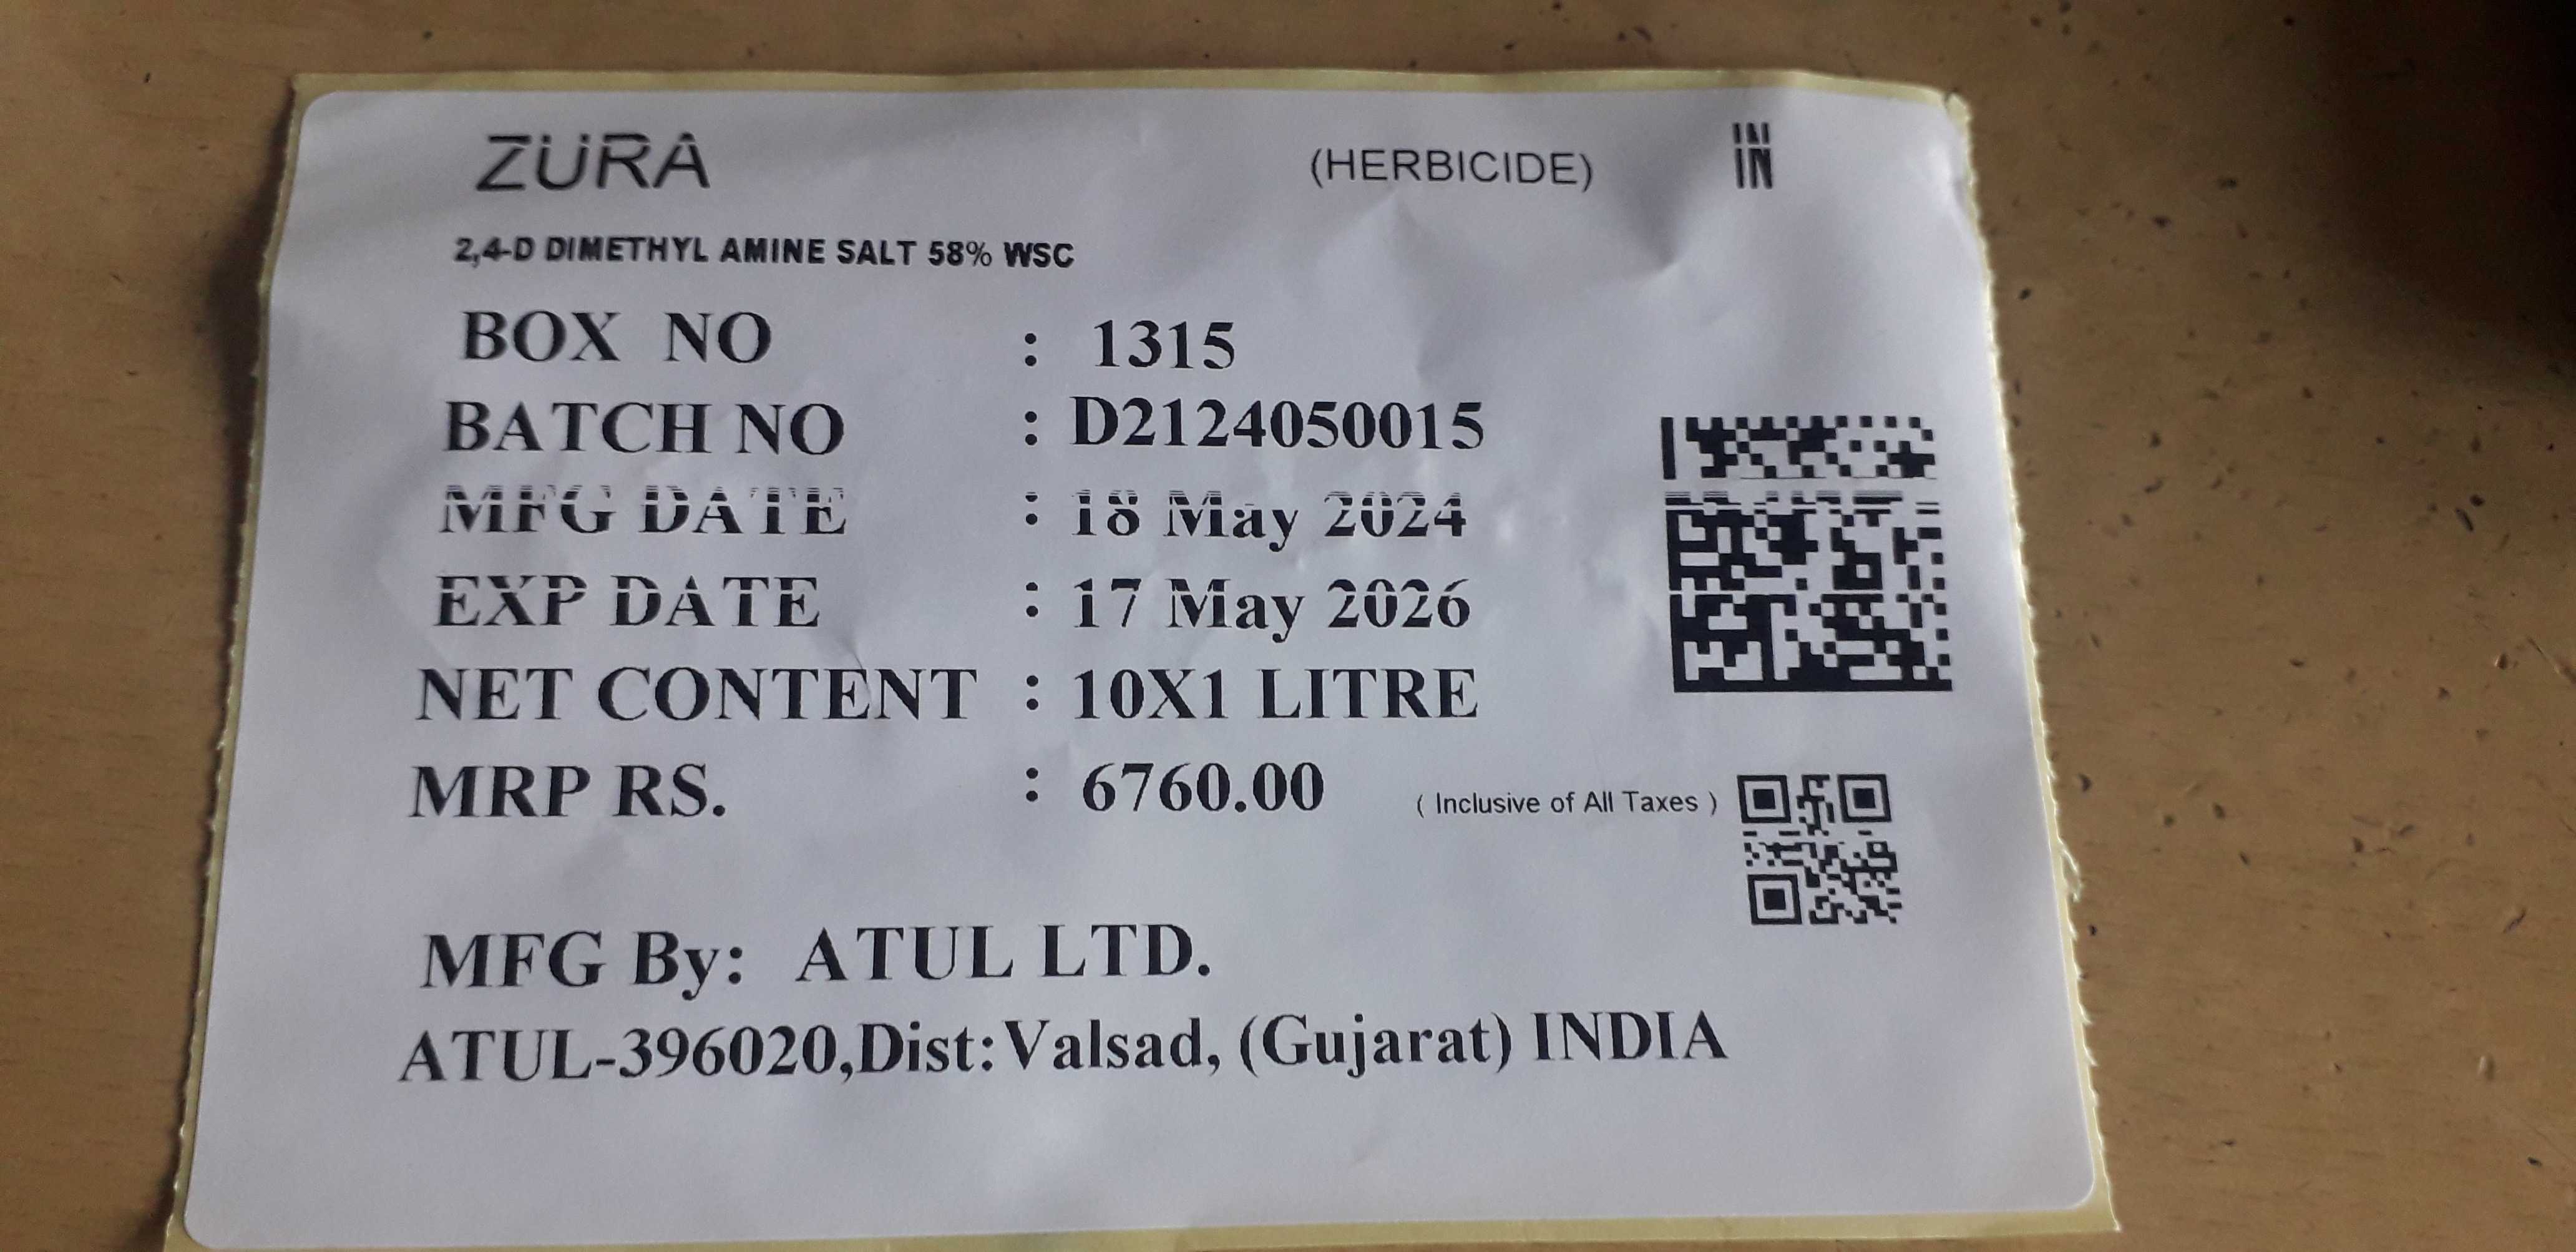 ZURA (HERBICIDE) IN
2,4-D DIMETHYL AMINE SALT 58% WSC
BOX NO : 1315
BATCH NO : D2124050015
MFG DATE : 18 May 2024
EXP DATE : 17 May 2026
NET CONTENT : 10X1 LITRE
MRP RS. : 6760.00 ( Inclusive of All Taxes )
MFG By: ATUL LTD.
ATUL-396020,Dist:Valsad, (Gujarat) INDIA